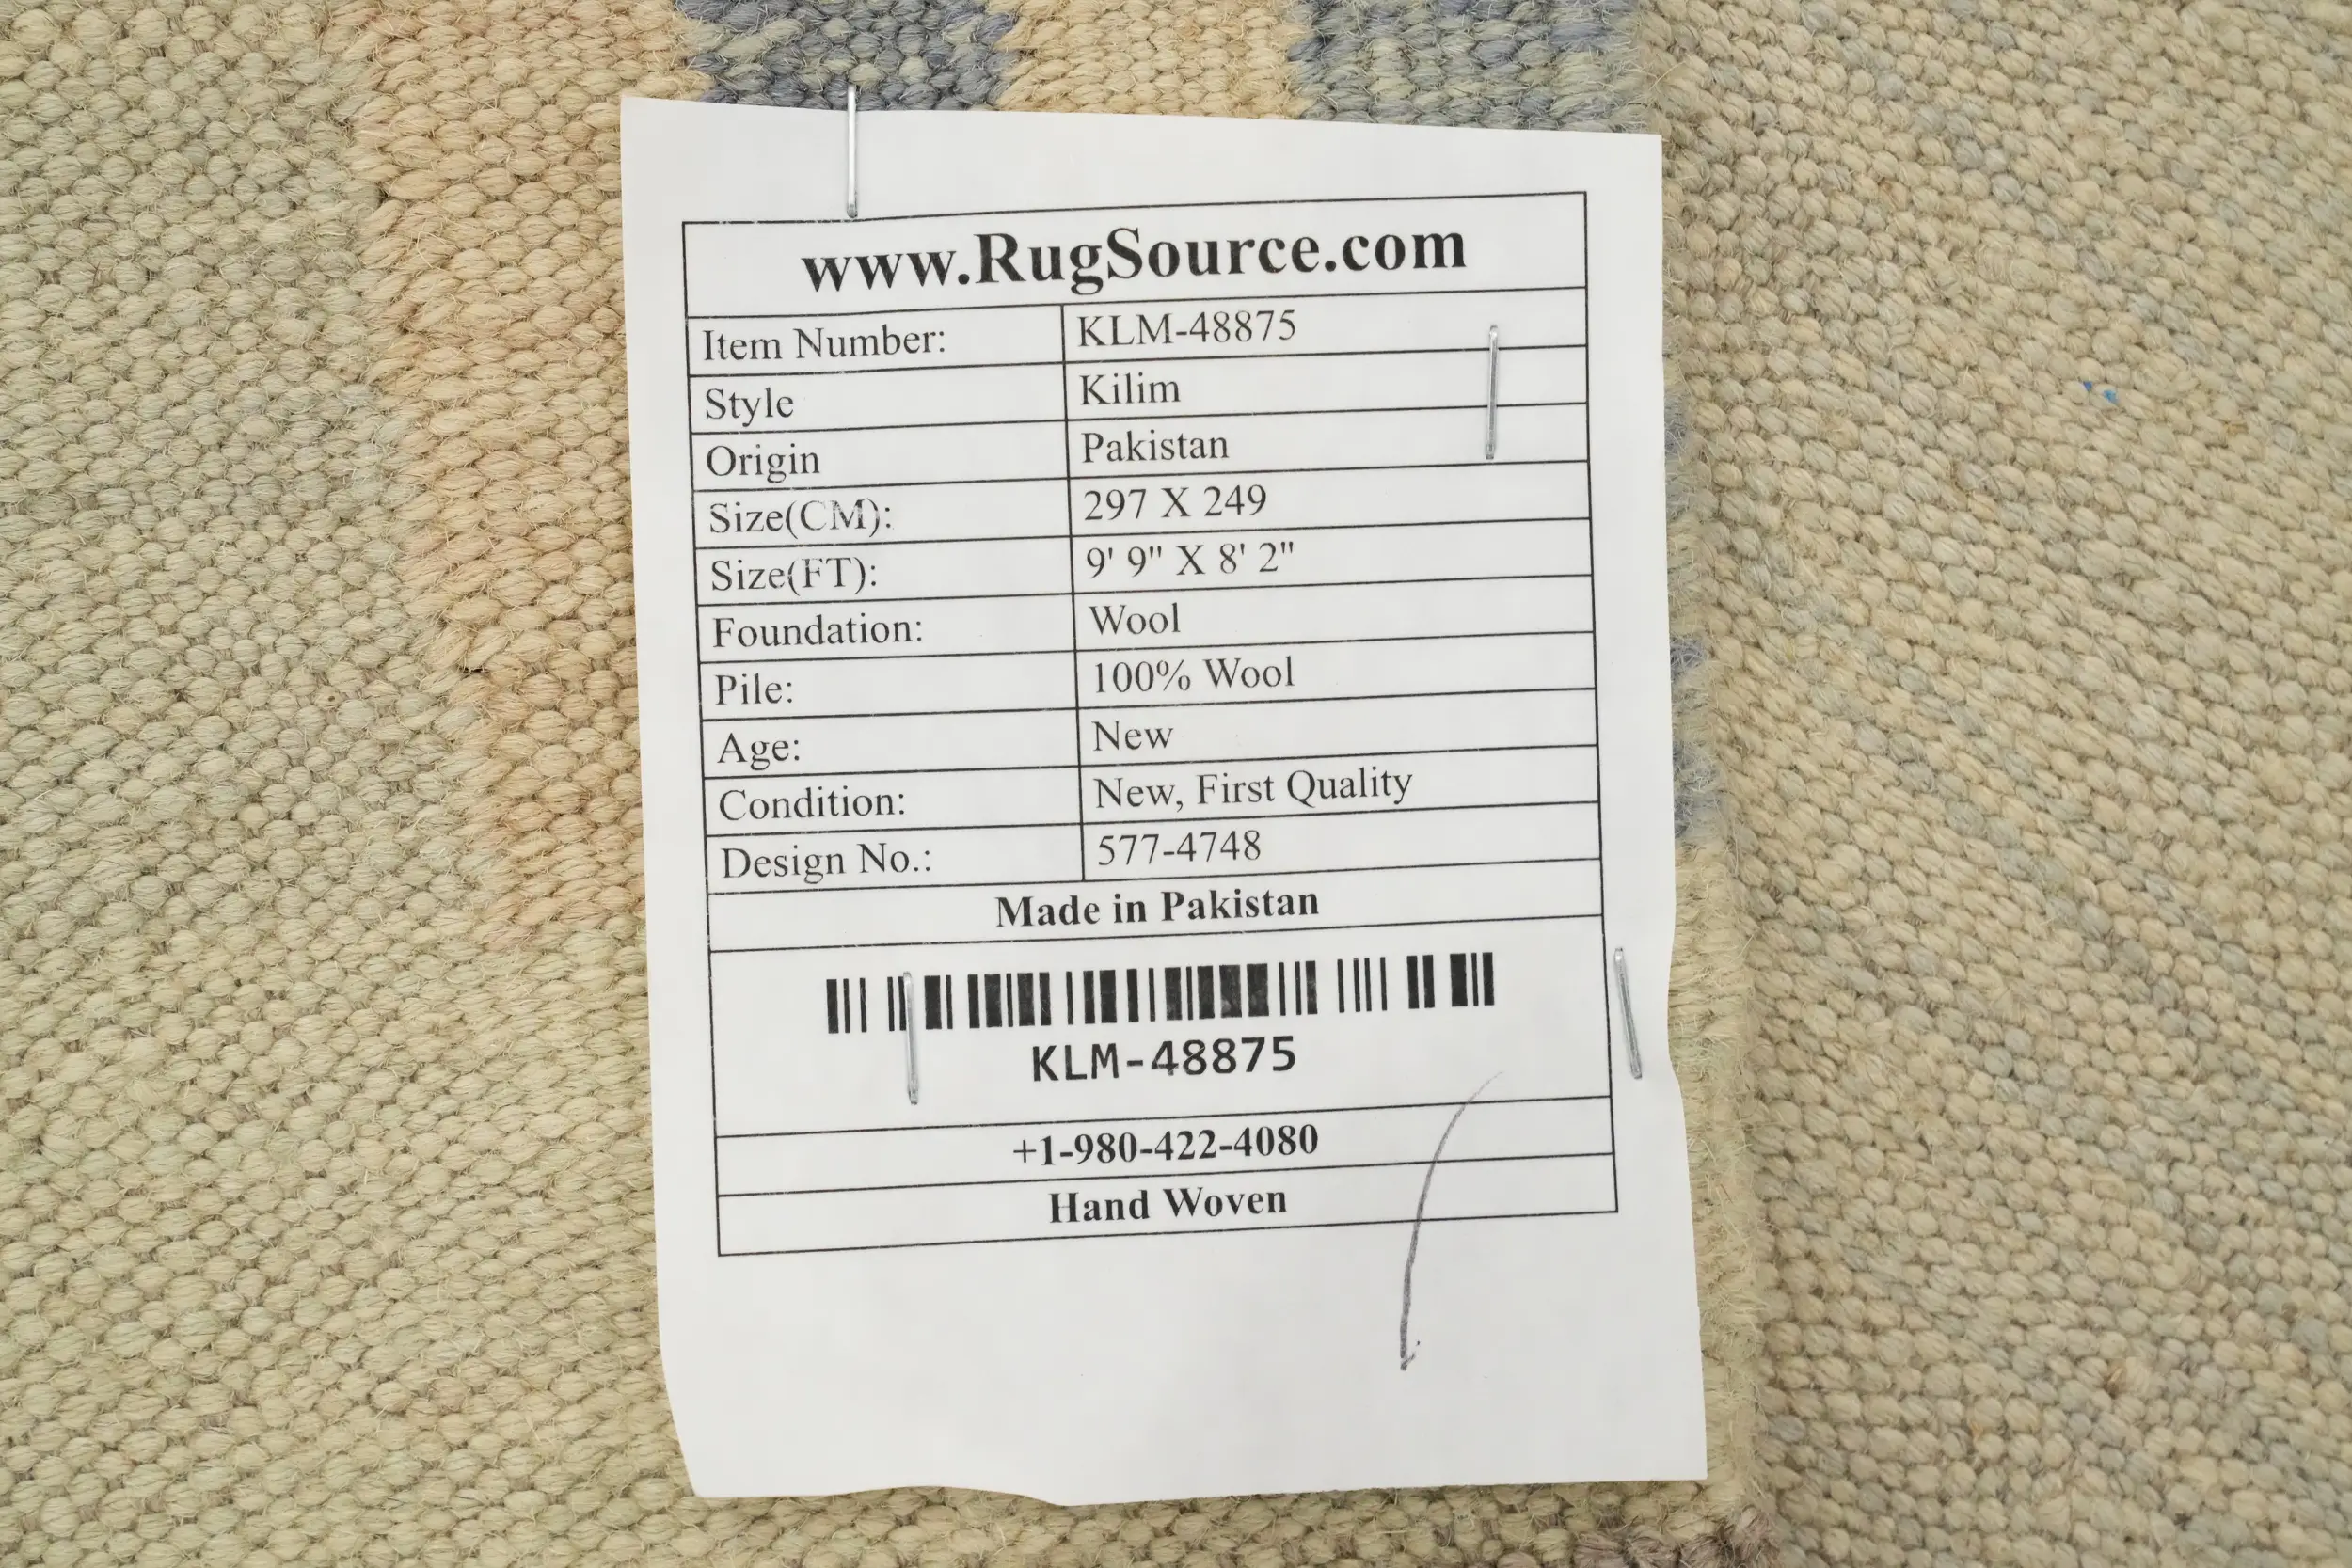 www.RugSource.com
Item Number: KLM-48875
Style Kilim
Origin Pakistan
Size(CM): 297 X 249
Size(FT): 9' 9" X 8' 2"
Foundation: Wool
Pile: 100% Wool
Age: New
Condition: New, First Quality
Design No.: 577-4748
Made in Pakistan
KLM-48875
+1-980-422-4080
Hand Woven